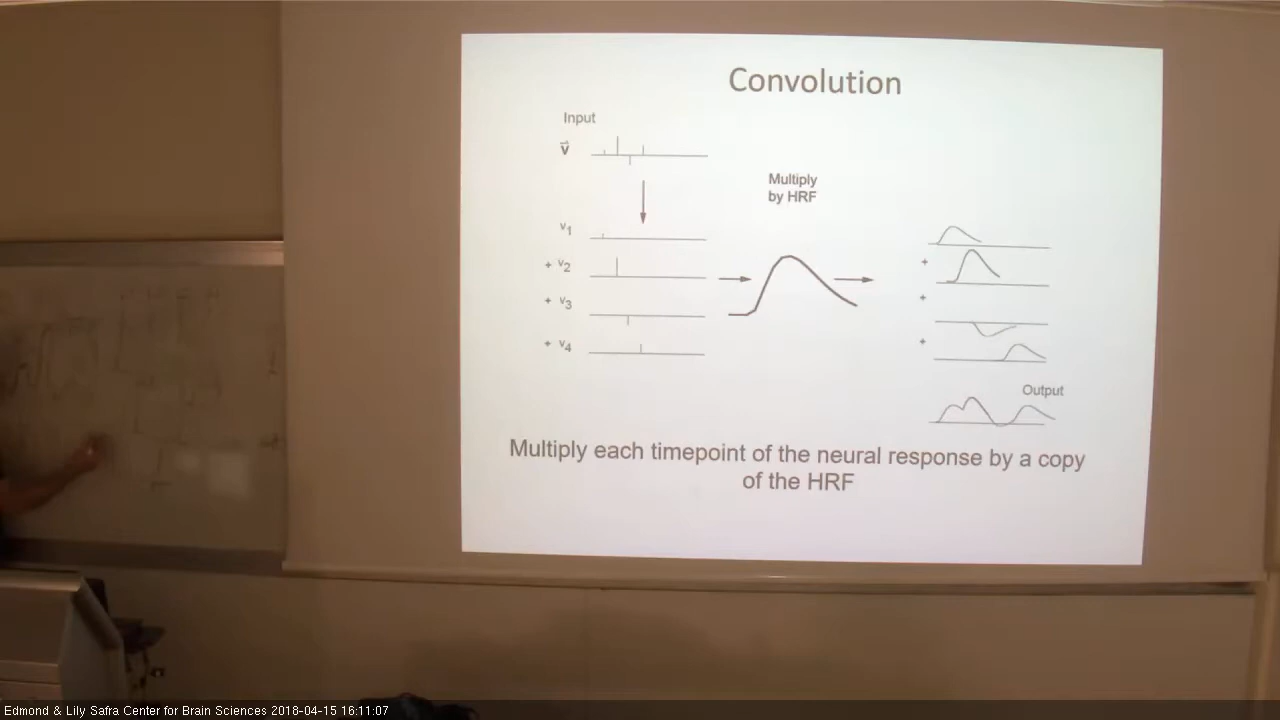 Convolution
Input
v
Multiply
by HRF
v1
+ v2
+ v3
+ v4
+
+
+
Output
Multiply each timepoint of the neural response by a copy
of the HRF
Edmond & Lily Safra Center for Brain Sciences 2018-04-15 16:11:07